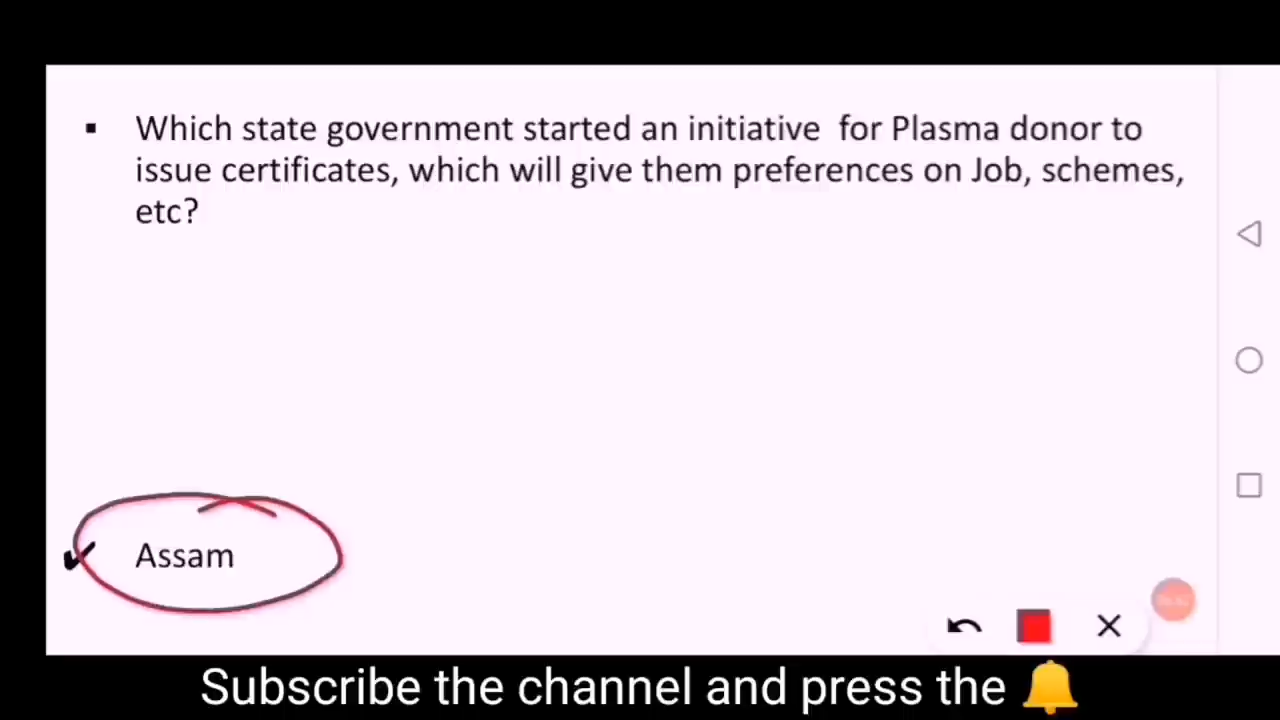 Which state government started an initiative for Plasma donor to
issue certificates, which will give them preferences on Job, schemes,
etc?
Assam
Subscribe the channel and press the